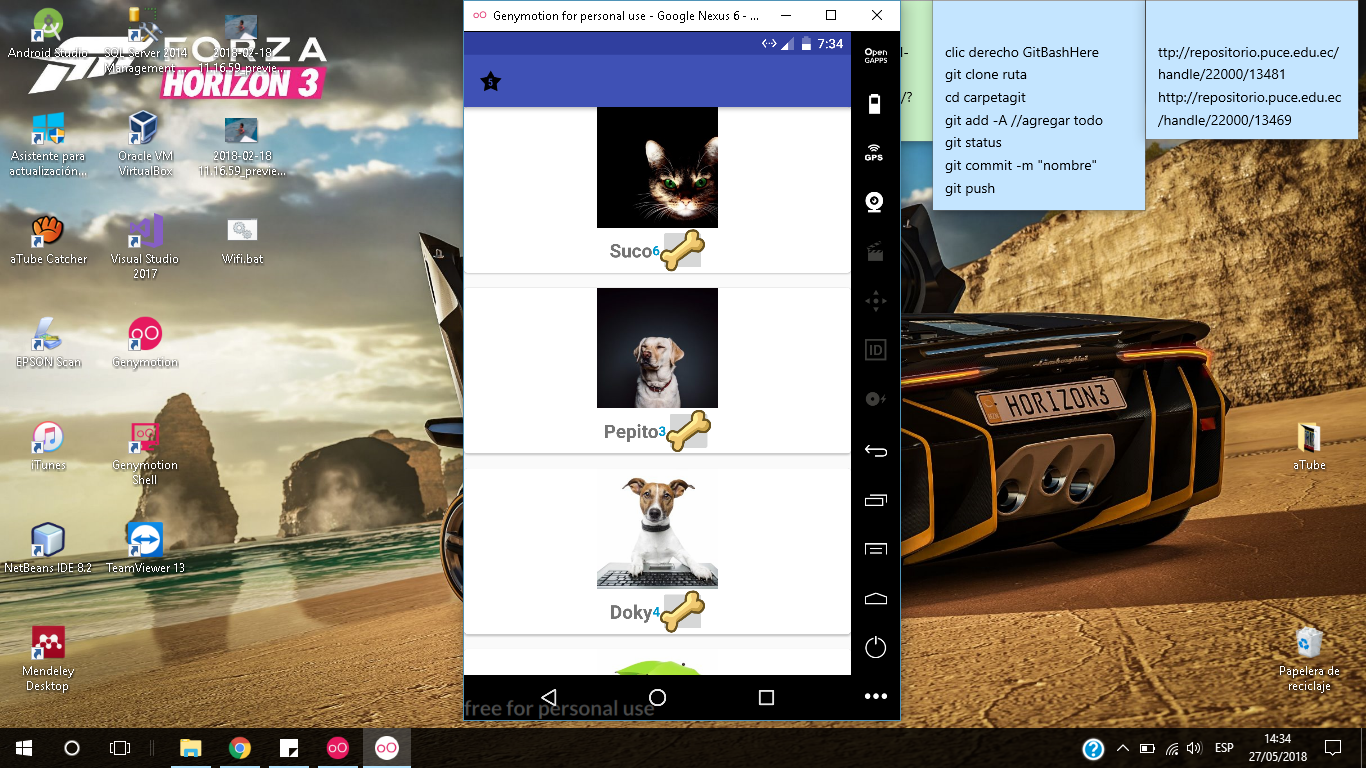 Android Studio
SQL Server 2014
Management...
2018-02-18
11.16.59_previe...
FORZA
HORIZON 3
Asistente para
actualización...
Oracle VM
VirtualBox
2018-02-18
11.16.59_previe...
aTube Catcher
Visual Studio
2017
Wifi.bat
EPSON Scan
Genymotion
iTunes
Genymotion
Shell
NetBeans IDE 8.2
TeamViewer 13
Mendeley
Desktop
Genymotion for personal use - Google Nexus 6 - ...
7:34
5
Suco6
Pepito3
Doky4
free for personal use
Open
GAPPS
GPS
ID
l-
/?
clic derecho GitBashHere
git clone ruta
cd carpetagit
git add -A //agregar todo
git status
git commit -m "nombre"
git push
ttp://repositorio.puce.edu.ec/
handle/22000/13481
http://repositorio.puce.edu.ec
/handle/22000/13469
Lamborghini
HORIZON3
aTube
Papelera de
reciclaje
ESP
14:34
27/05/2018